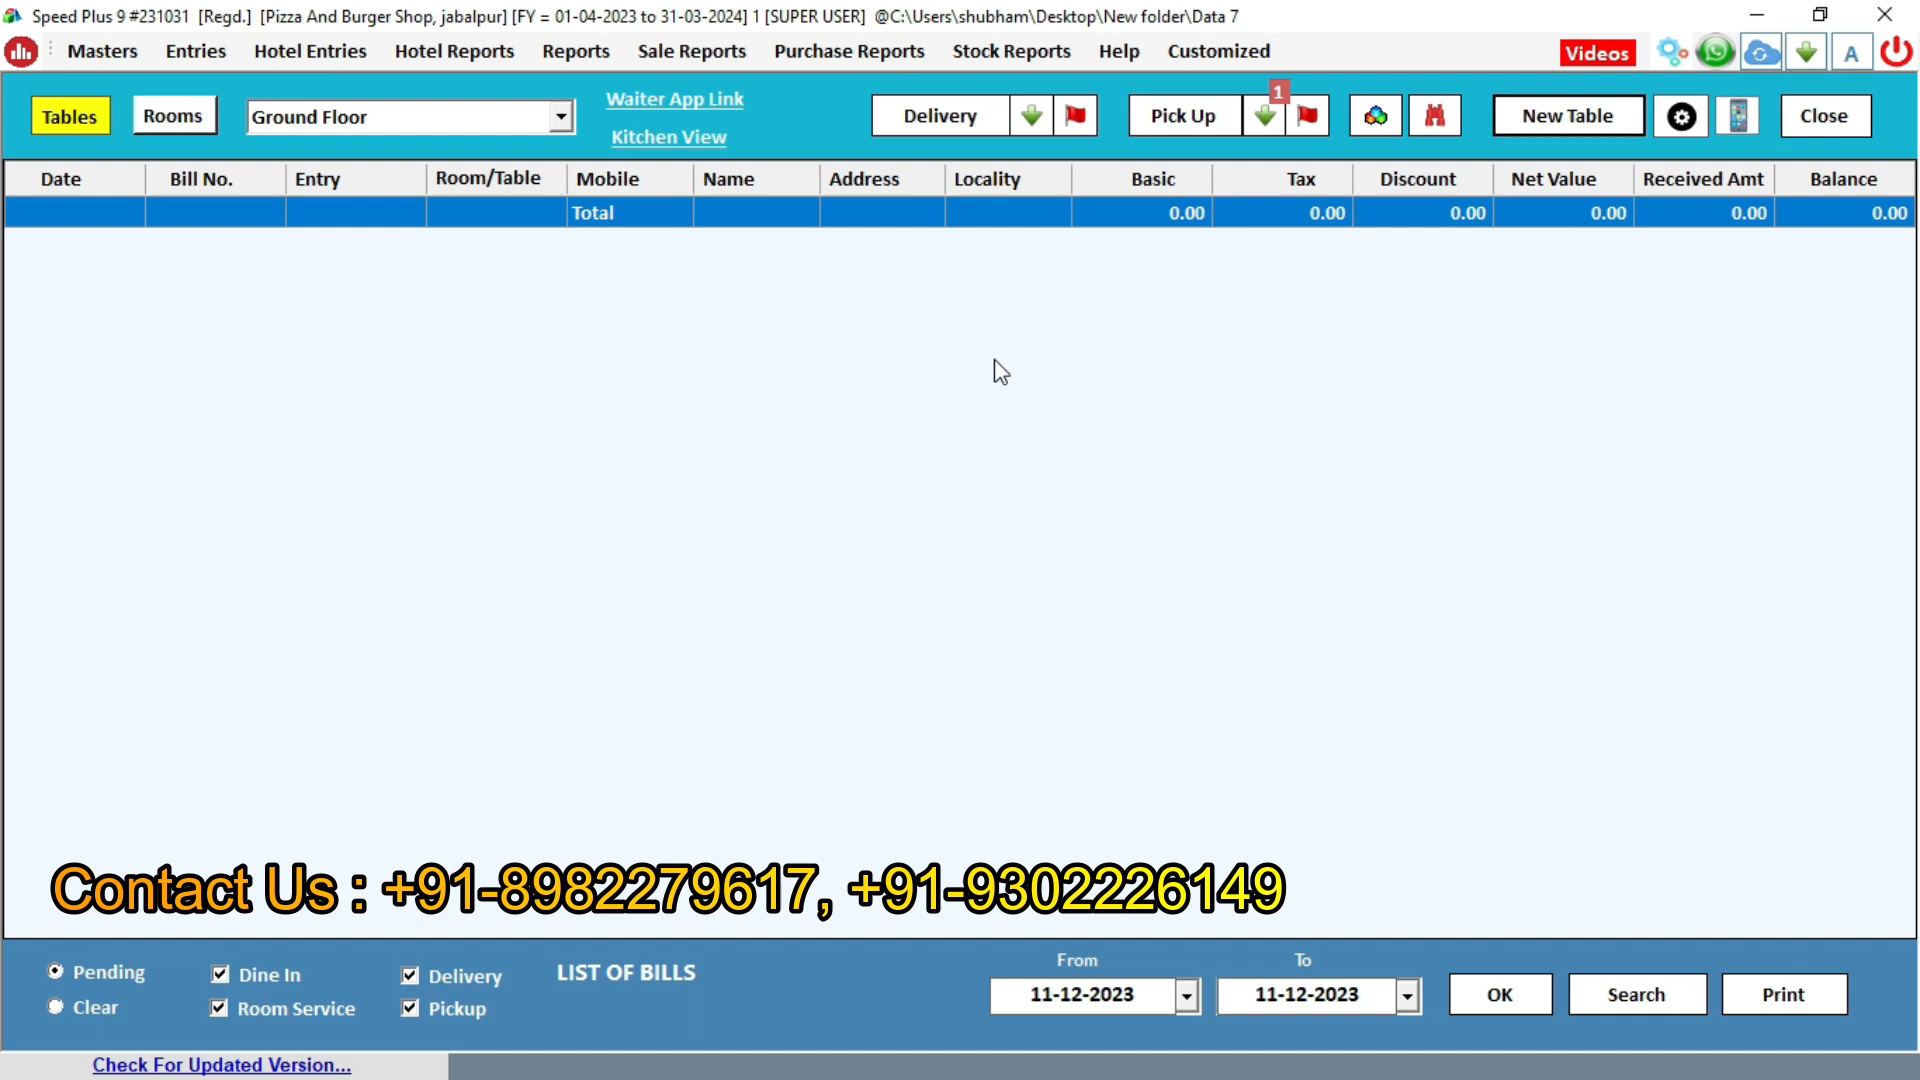 Speed Plus 9 #231031 [Regd.] [Pizza And Burger Shop, jabalpur] [FY = 01-04-2023 to 31-03-2024] 1 [SUPER USER] @C:\Users\shubham\Desktop\New folder\Data 7
Masters Entries Hotel Entries Hotel Reports Reports Sale Reports Purchase Reports Stock Reports Help Customized Videos A
Tables Rooms Ground Floor Waiter App Link Delivery Pick Up 1 New Table Close
Kitchen View
Date Bill No. Entry Room/Table Mobile Name Address Locality Basic Tax Discount Net Value Received Amt Balance
Total 0.00 0.00 0.00 0.00 0.00 0.00
Contact Us : +91-8982279617, +91-9302226149
From To
Pending Dine In Delivery LIST OF BILLS
11-12-2023 11-12-2023 OK Search Print
Clear Room Service Pickup
Check For Updated Version...